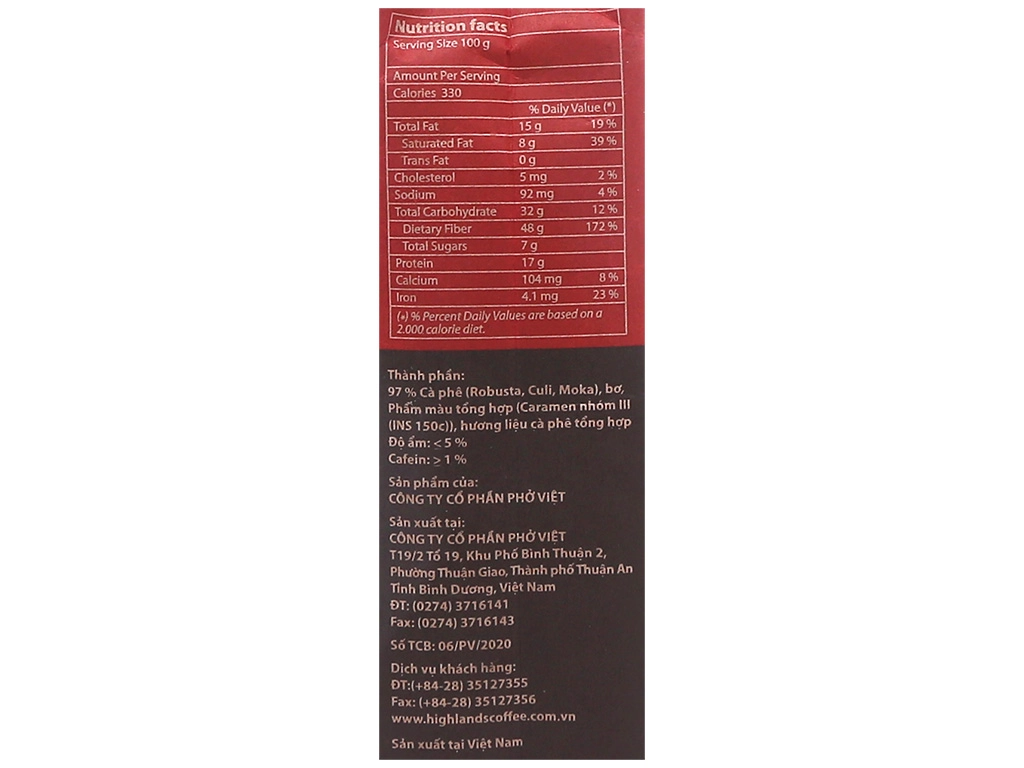 Nutrition facts
Serving Size 100 g
Amount Per Serving
Calories 330
% Daily Value (*)
Total Fat 15 g 19 %
Saturated Fat 8 g 39 %
Trans Fat 0 g
Cholesterol 5 mg 2 %
Sodium 92 mg 4 %
Total Carbohydrate 32 g 12 %
Dietary Fiber 48 g 172 %
Total Sugars 7 g
Protein 17 g
Calcium 104 mg 8 %
Iron 4.1 mg 23 %
(*) % Percent Daily Values are based on a
2.000 calorie diet.
Thành phần:
97 % Cà phê (Robusta, Culi, Moka), bơ,
Phẩm màu tổng hợp (Caramen nhóm III
(INS 150c)), hương liệu cà phê tổng hợp
Độ ẩm: ≤ 5 %
Cafein: ≥ 1 %
Sản phẩm của:
CÔNG TY CỔ PHẦN PHỞ VIỆT
Sản xuất tại:
CÔNG TY CỔ PHẦN PHỞ VIỆT
T19/2 Tổ 19, Khu Phố Bình Thuận 2,
Phường Thuận Giao, Thành phố Thuận An
Tỉnh Bình Dương, Việt Nam
ĐT: (0274) 3716141
Fax: (0274) 3716143
Số TCB: 06/PV/2020
Dịch vụ khách hàng:
ĐT:(+84-28) 35127355
Fax: (+84-28) 35127356
www.highlandscoffee.com.vn
Sản xuất tại Việt Nam